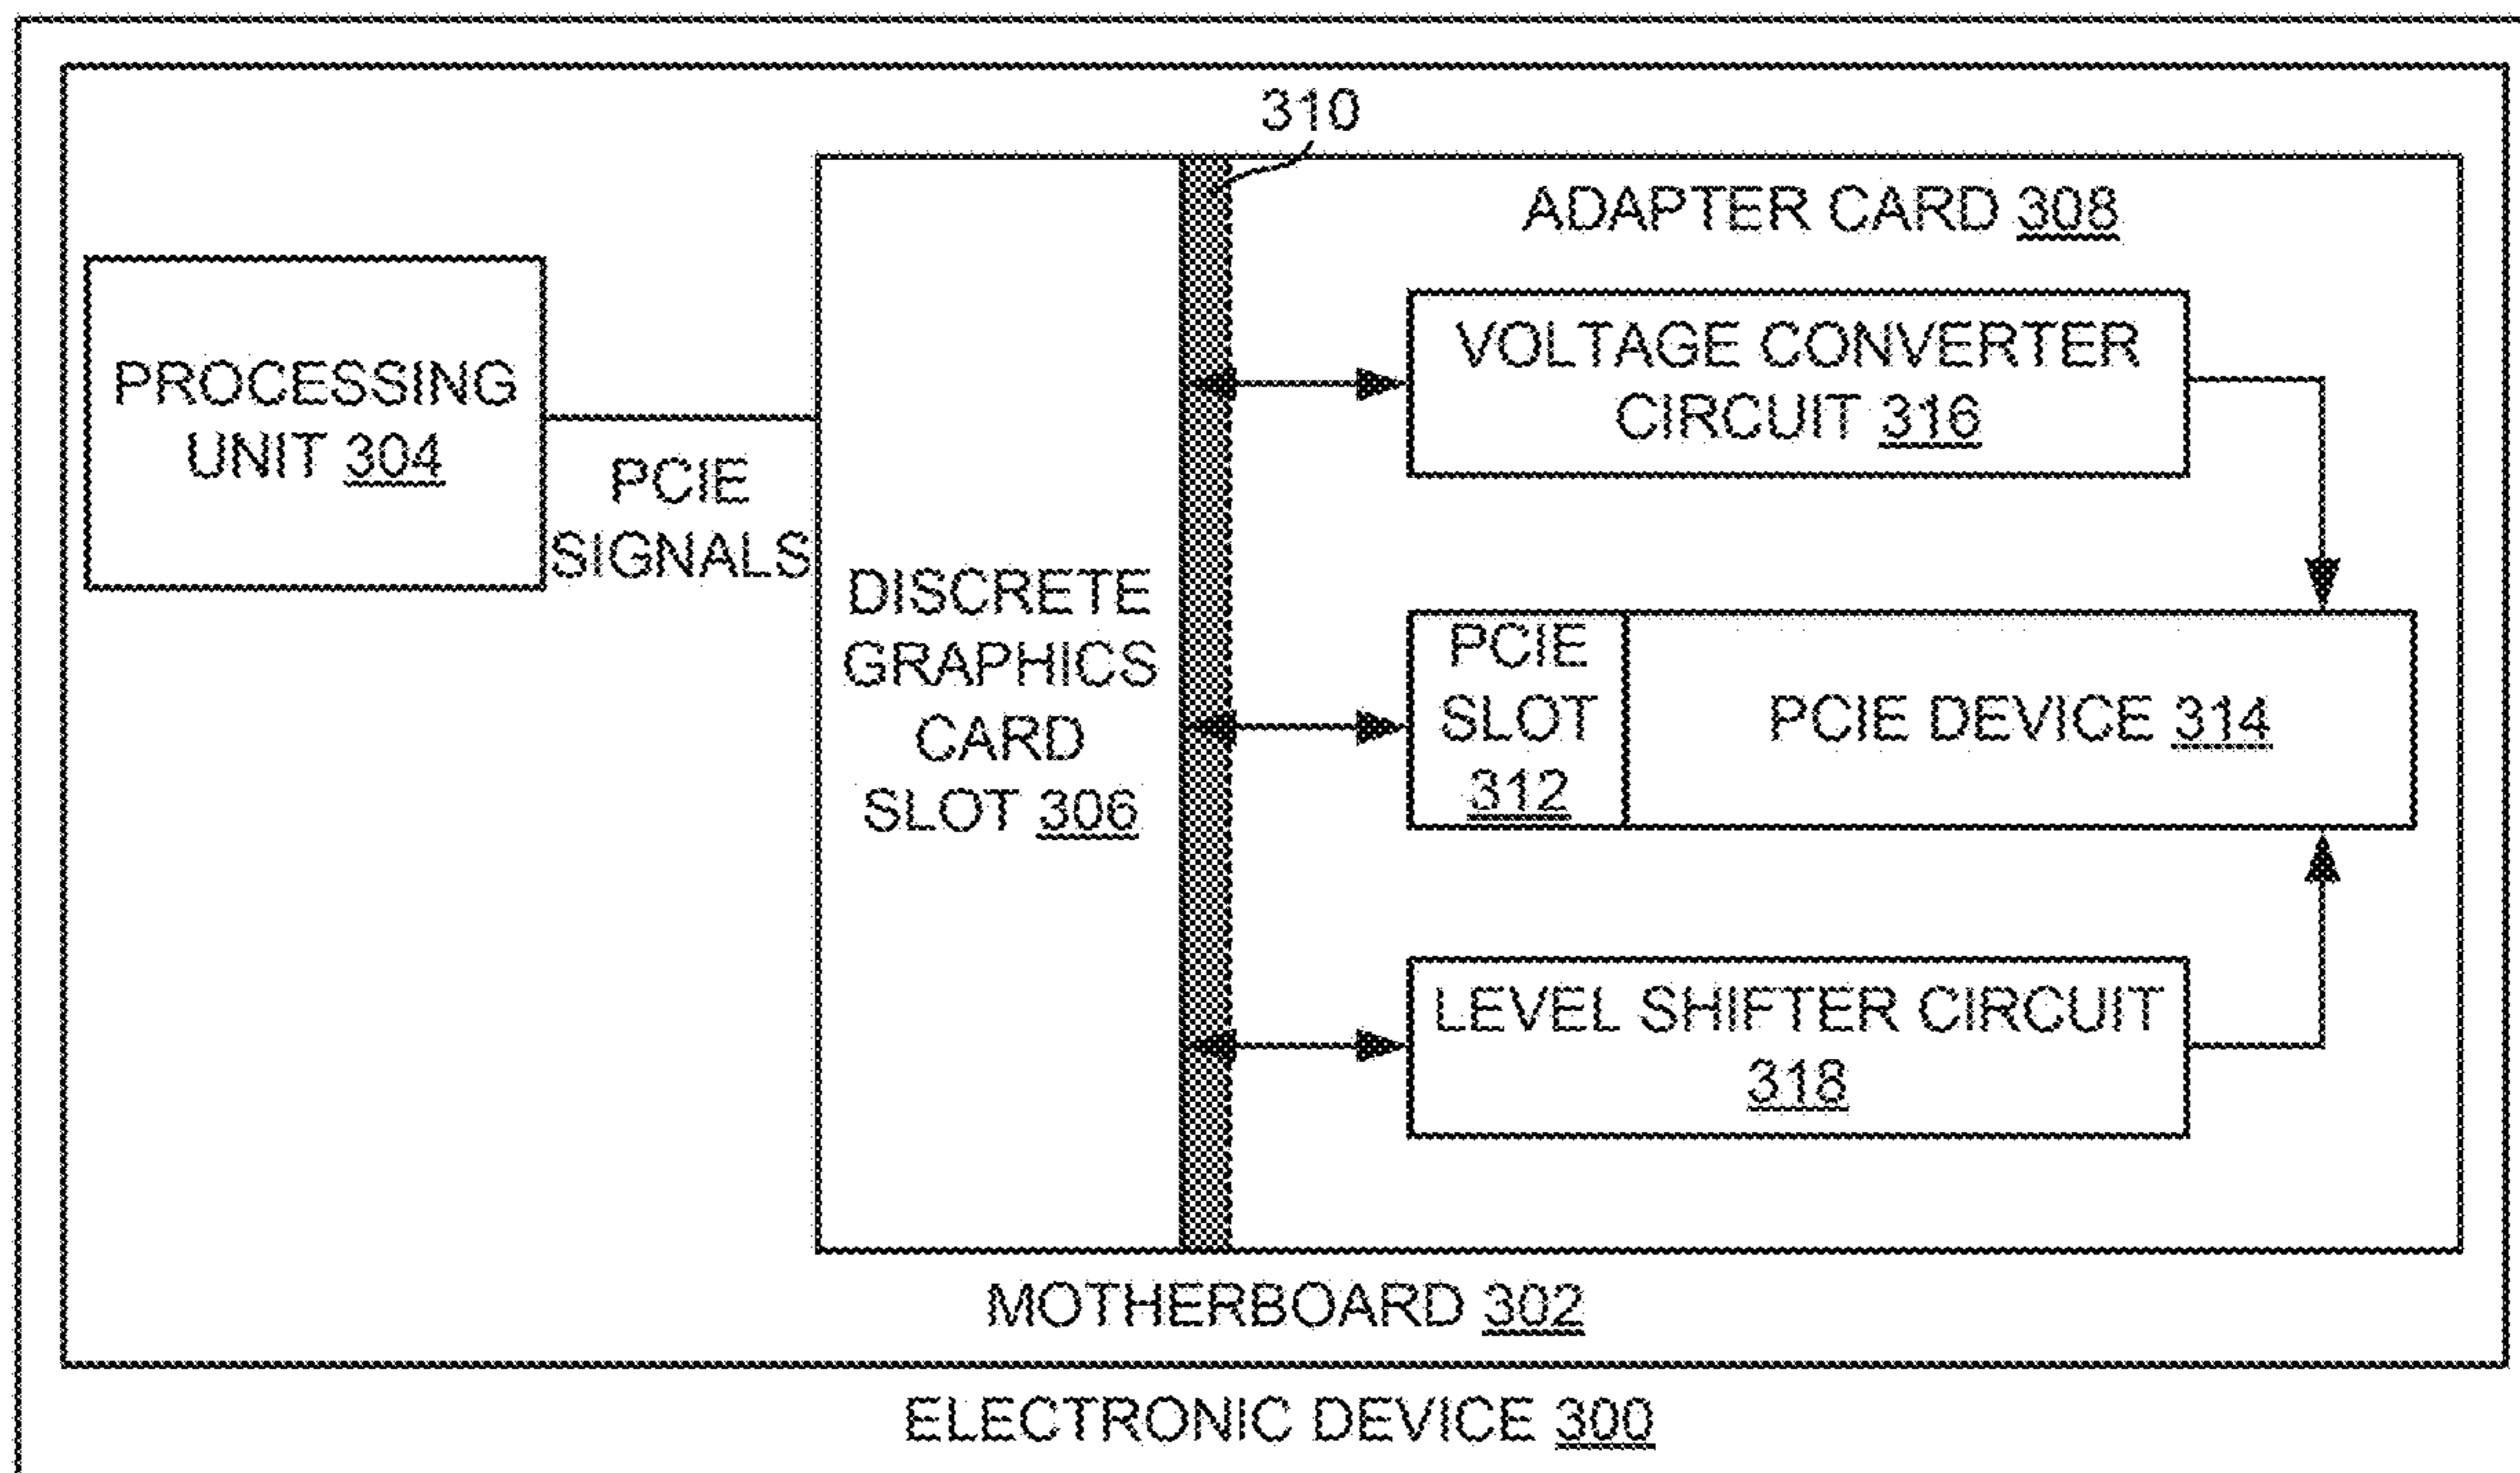 310
ADAPTER CARD 308
PROCESSING
UNIT 304
PCIE
SIGNALS
DISCRETE
GRAPHICS
CARD
SLOT 306
VOLTAGE CONVERTER
CIRCUIT 316
PCIE
SLOT
312
PCIE DEVICE 314
LEVEL SHIFTER CIRCUIT
318
MOTHERBOARD 302
ELECTRONIC DEVICE 300